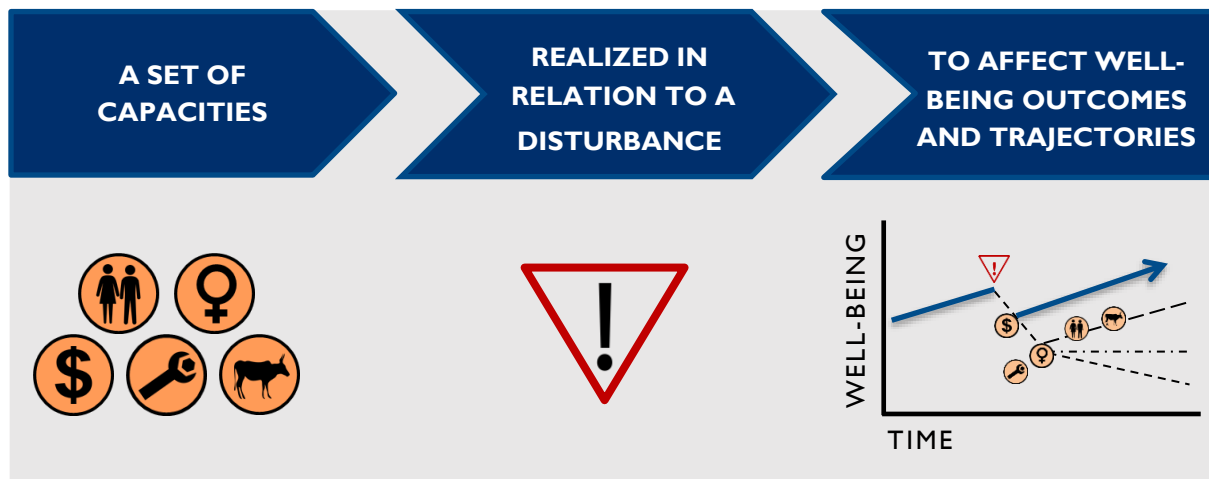 A SET OF
CAPACITIES
REALIZED IN
RELATION TO A
DISTURBANCE
TO AFFECT WELL-
BEING OUTCOMES
AND TRAJECTORIES
$
!
!
$
WELL-BEING
TIME